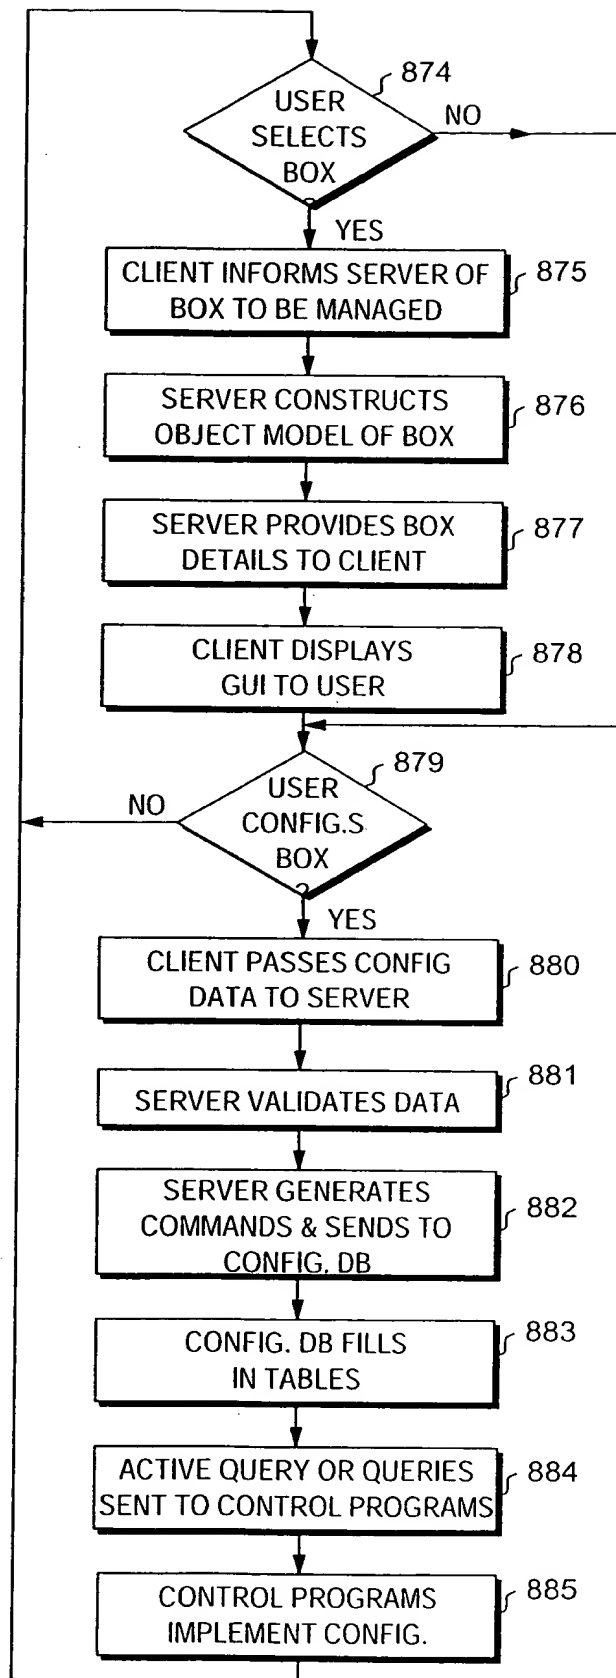 874
USER
SELECTS
BOX
?
NO
YES
CLIENT INFORMS SERVER OF
BOX TO BE MANAGED
875
SERVER CONSTRUCTS
OBJECT MODEL OF BOX
876
SERVER PROVIDES BOX
DETAILS TO CLIENT
877
CLIENT DISPLAYS
GUI TO USER
878
879
USER
CONFIG.S
BOX
?
NO
YES
CLIENT PASSES CONFIG
DATA TO SERVER
880
SERVER VALIDATES DATA
881
SERVER GENERATES
COMMANDS & SENDS TO
CONFIG. DB
882
CONFIG. DB FILLS
IN TABLES
883
ACTIVE QUERY OR QUERIES
SENT TO CONTROL PROGRAMS
884
CONTROL PROGRAMS
IMPLEMENT CONFIG.
885